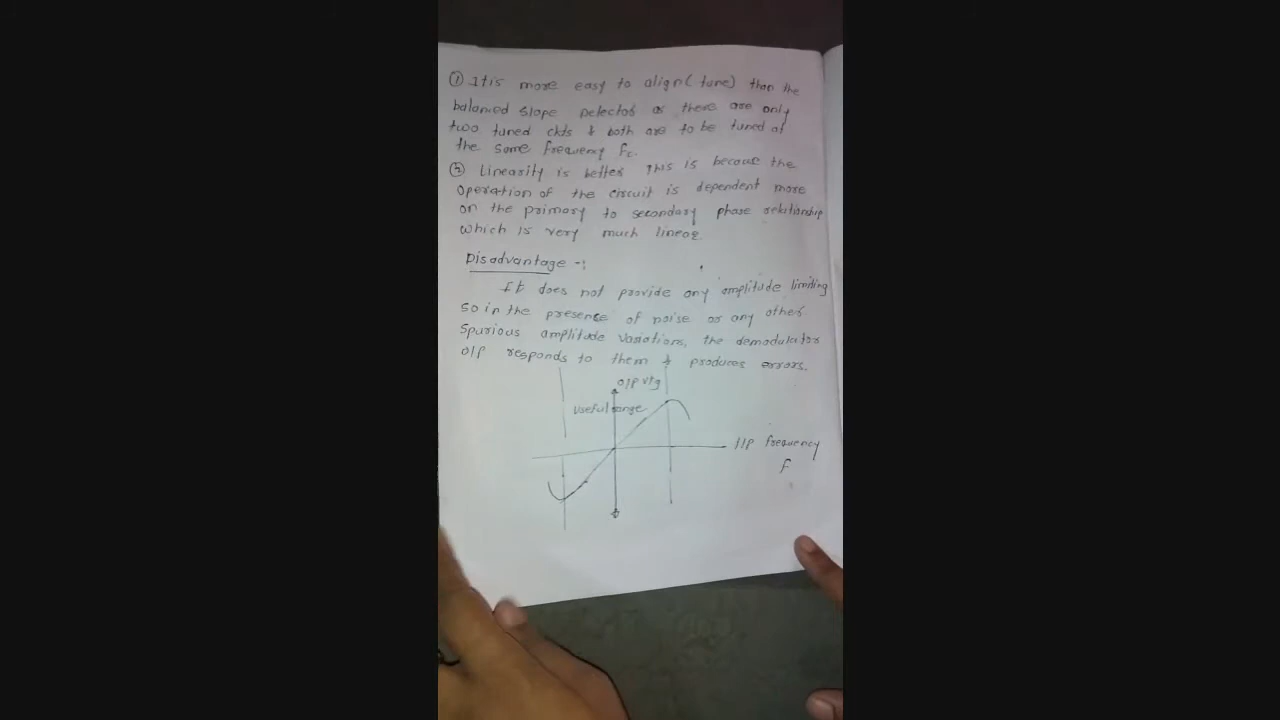 ① It is more easy to align (tune) than the
balanced slope Detector as there are only
two tuned ckts & both are to be tuned at
the same frequency fc.
② Linearity is better This is because the
operation of the circuit is dependent more
on the primary to secondary phase relationship
which is very much linear.
Disadvantage -:
It does not provide any amplitude limiting
so in the presence of noise or any other
spurious amplitude variations, the demodulator
O/P responds to them & produces errors.
O/P vtg
Useful range
I/P frequency
F